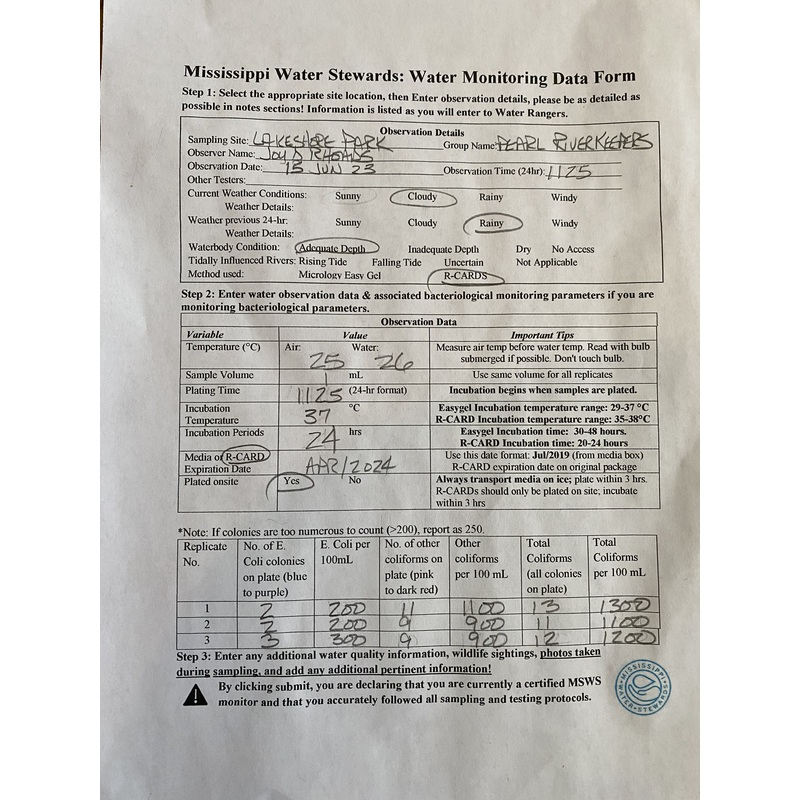 Mississippi Water Stewards: Water Monitoring Data Form
Step 1: Select the appropriate site location, then Enter observation details, please be as detailed as
possible in notes sections! Information is listed as you will enter to Water Rangers.
Observation Details
Sampling Site: LAKESHORE PARK Group Name: PEARL RIVERKEEPERS
Observer Name: JOY D RHOADS
Observation Date: 13 JUN 23 Observation Time (24hr): 1125
Other Testers:
Current Weather Conditions: Sunny Cloudy Rainy Windy
Weather Details:
Weather previous 24-hr: Sunny Cloudy Rainy Windy
Weather Details:
Waterbody Condition: Adequate Depth Inadequate Depth Dry No Access
Tidally Influenced Rivers: Rising Tide Falling Tide Uncertain Not Applicable
Method used: Micrology Easy Gel R-CARDS
Step 2: Enter water observation data & associated bacteriological monitoring parameters if you are
monitoring bacteriological parameters.
Observation Data
Variable Value Important Tips
Temperature (°C) Air: 25 Water: 26 Measure air temp before water temp. Read with bulb
submerged if possible. Don't touch bulb.
Sample Volume 1 mL Use same volume for all replicates
Plating Time 1125 (24-hr format) Incubation begins when samples are plated.
Incubation 37 °C Easygel Incubation temperature range: 29-37 °C
Temperature R-CARD Incubation temperature range: 35-38°C
Incubation Periods 24 hrs Easygel Incubation time: 30-48 hours.
R-CARD Incubation time: 20-24 hours
Media or R-CARD APR/2024 Use this date format: Jul/2019 (from media box)
Expiration Date R-CARD expiration date on original package
Plated onsite Yes No Always transport media on ice; plate within 3 hrs.
R-CARDs should only be plated on site; incubate
within 3 hrs
*Note: If colonies are too numerous to count (>200), report as 250.
Replicate No. of E. E. Coli per No. of other Other Total Total
No. Coli colonies 100mL coliforms on coliforms Coliforms Coliforms
on plate (blue plate (pink per 100 mL (all colonies per 100 mL
to purple) to dark red) on plate)
1 2 200 11 1100 13 1300
2 2 200 9 900 11 1100
3 3 300 9 900 12 1200
Step 3: Enter any additional water quality information, wildlife sightings, photos taken
during sampling, and add any additional pertinent information!
By clicking submit, you are declaring that you are currently a certified MSWS
monitor and that you accurately followed all sampling and testing protocols.
MISSISSIPPI
WATER STEWARDS